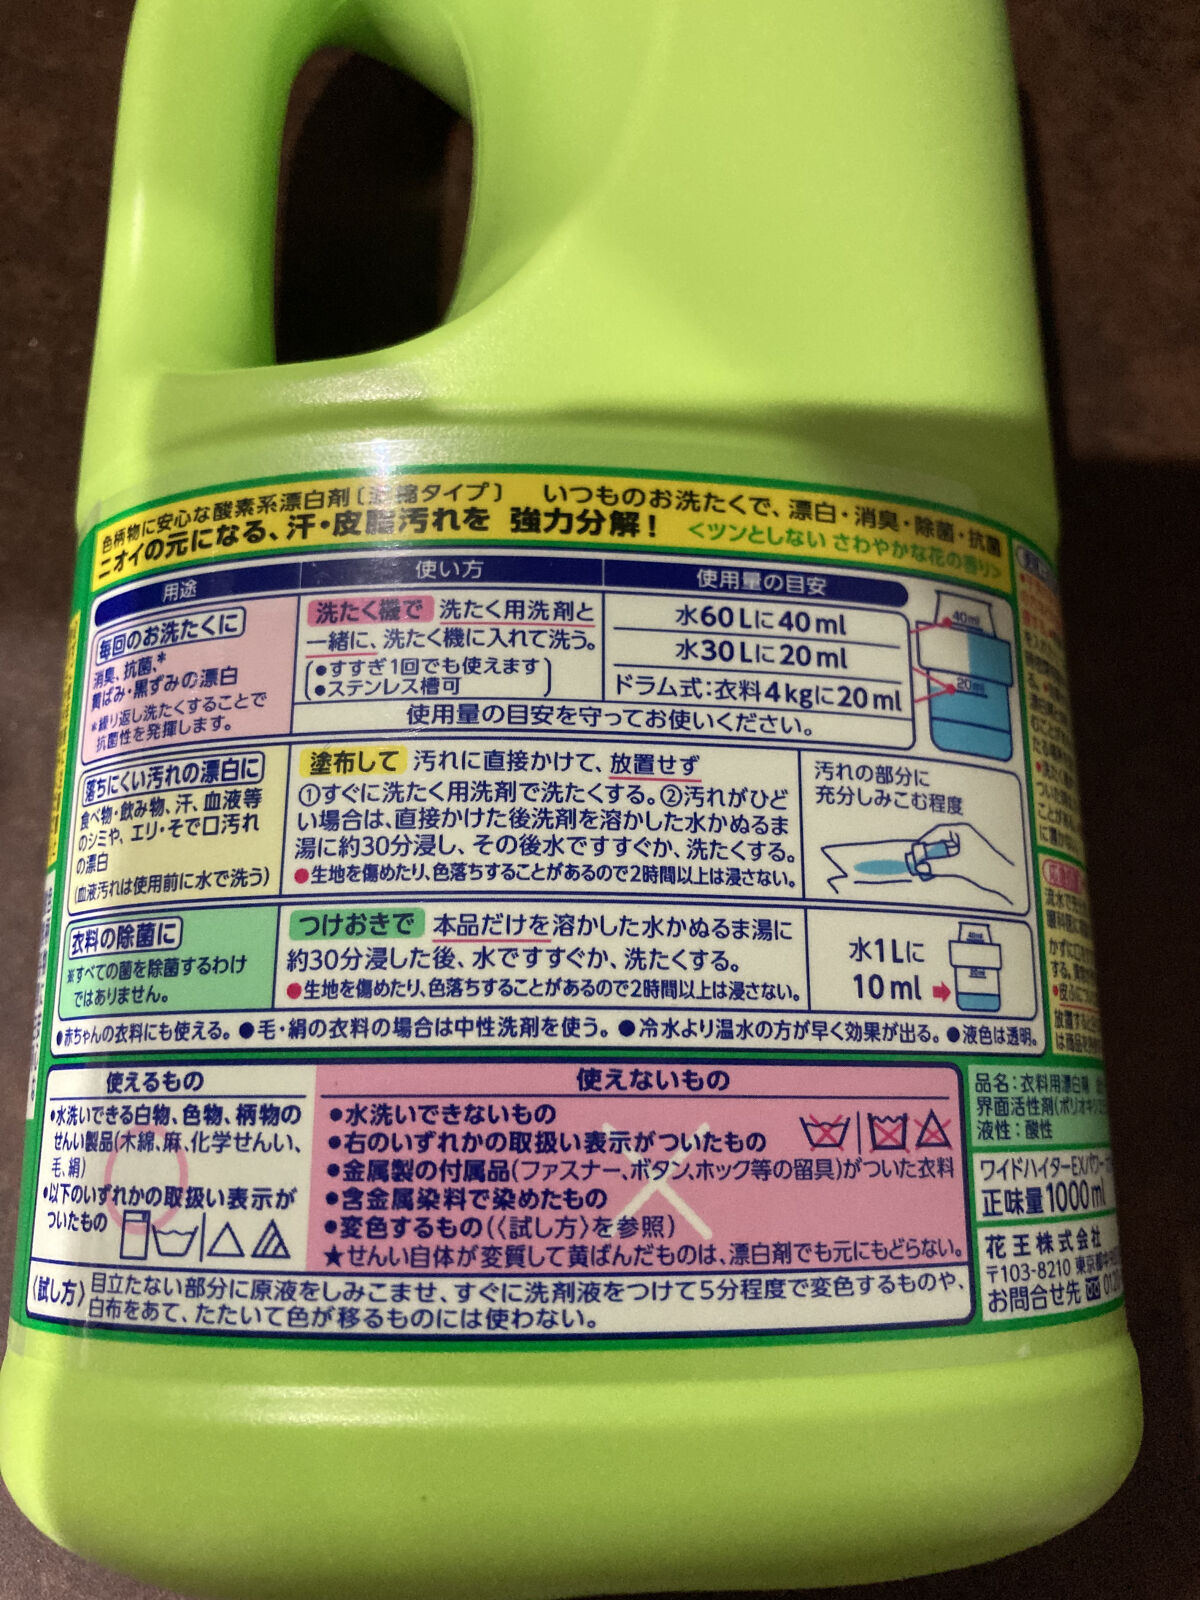 色柄物に安心な酸素系漂白剤〔濃縮タイプ〕 いつものお洗たくで、漂白・消臭・除菌・抗菌
ニオイの元になる、汗・皮脂汚れを 強力分解！ <ツンとしない さわやかな花の香り>
用途 使い方 使用量の目安
毎回のお洗たくに
消臭、抗菌、*
黄ばみ・黒ずみの漂白
*繰り返し洗たくすることで
抗菌性を発揮します。
洗たく機で 洗たく用洗剤と
一緒に、洗たく機に入れて洗う。
●すすぎ1回でも使えます
●ステンレス槽可
水60Lに40ml
水30Lに20ml
ドラム式：衣料4kgに20ml
使用量の目安を守ってお使いください。
40ml
20ml
落ちにくい汚れの漂白に
食べ物・飲み物、汗、血液等
のシミや、エリ・そで口汚れ
の漂白
(血液汚れは使用前に水で洗う)
塗布して 汚れに直接かけて、放置せず
①すぐに洗たく用洗剤で洗たくする。②汚れがひど
い場合は、直接かけた後洗剤を溶かした水かぬるま
湯に約30分浸し、その後水ですすぐか、洗たくする。
●生地を傷めたり、色落ちすることがあるので2時間以上は浸さない。
汚れの部分に
充分しみこむ程度
衣料の除菌に
※すべての菌を除菌するわけ
ではありません。
つけおきで 本品だけを溶かした水かぬるま湯に
約30分浸した後、水ですすぐか、洗たくする。
●生地を傷めたり、色落ちすることがあるので2時間以上は浸さない。
水1Lに
10ml
●赤ちゃんの衣料にも使える。●毛・絹の衣料の場合は中性洗剤を使う。●冷水より温水の方が早く効果が出る。●液色は透明。
使えるもの
●水洗いできる白物、色物、柄物の
せんい製品(木綿、麻、化学せんい、
毛、絹)
●以下のいずれかの取扱い表示が
ついたもの
使えないもの
●水洗いできないもの
●右のいずれかの取扱い表示がついたもの
●金属製の付属品(ファスナー、ボタン、ホック等の留具)がついた衣料
●含金属染料で染めたもの
●変色するもの(〈試し方〉を参照)
★せんい自体が変質して黄ばんだものは、漂白剤でも元にもどらない。
〈試し方〉目立たない部分に原液をしみこませ、すぐに洗剤液をつけて5分程度で変色するものや、
白布をあて、たたいて色が移るものには使わない。
品名：衣料用漂白剤
界面活性剤(ポリオキシエ
液性：酸性
ワイドハイターEXパワー
正味量1000ml
花王株式会社
〒103-8210 東京都中央
お問合せ先 012